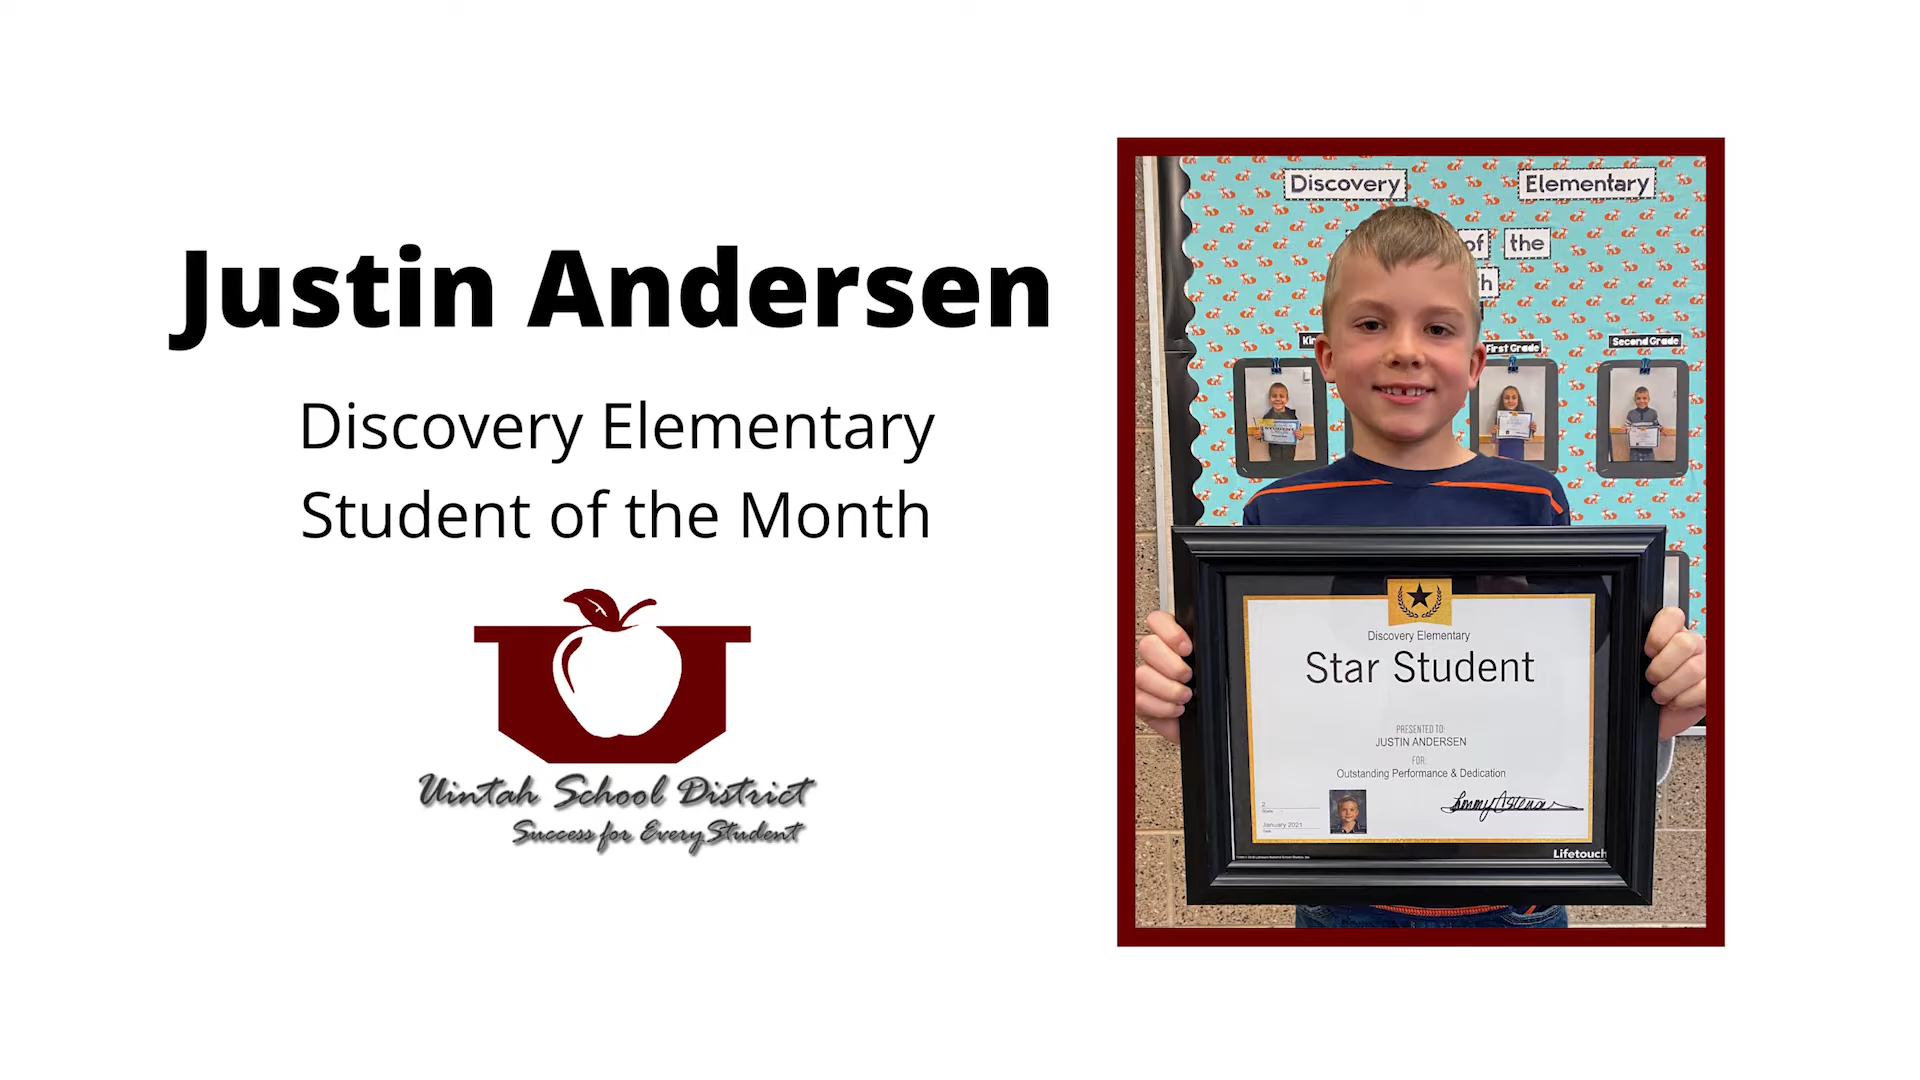 Justin Andersen
Discovery Elementary
Student of the Month
Uintah School District
Success for Every Student
Discovery Elementary
of the
First Grade
Second Grade
Discovery Elementary
Star Student
PRESENTED TO:
JUSTIN ANDERSEN
FOR:
Outstanding Performance & Dedication
2
January 2021
Lifetouch